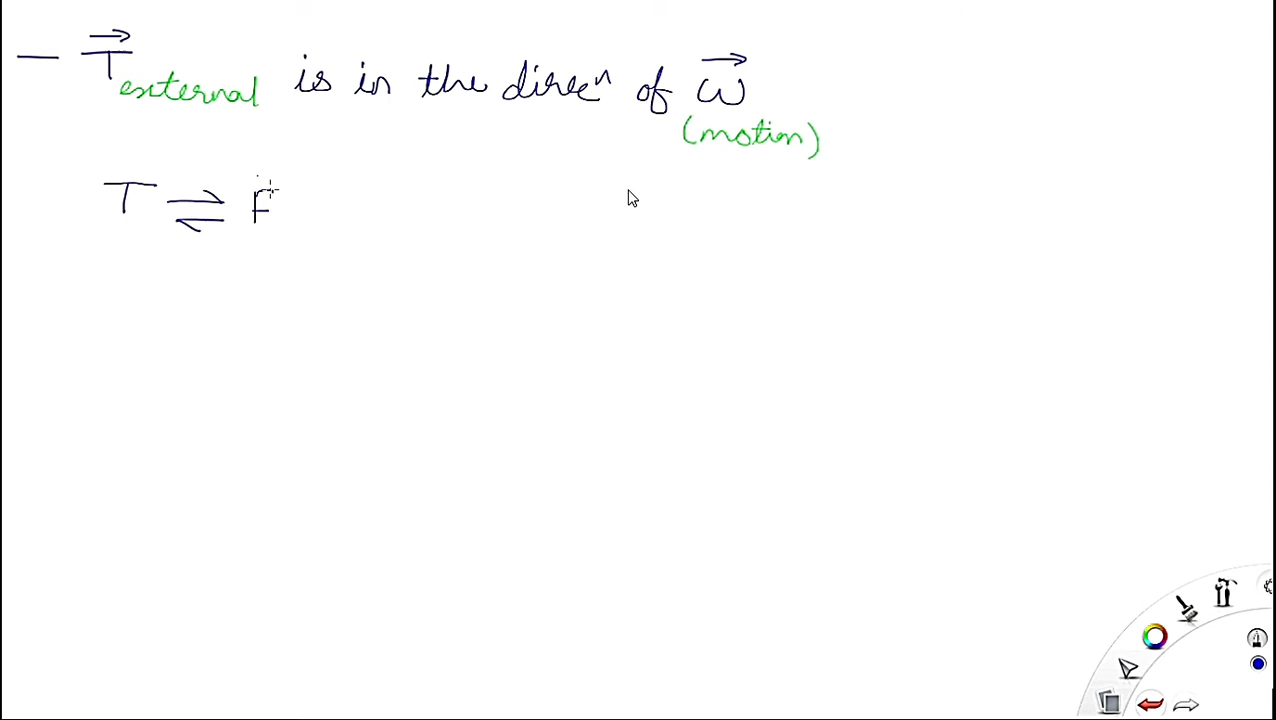 — T⃗ external is in the direcⁿ of ω⃗
(motion)
T ⇌ F